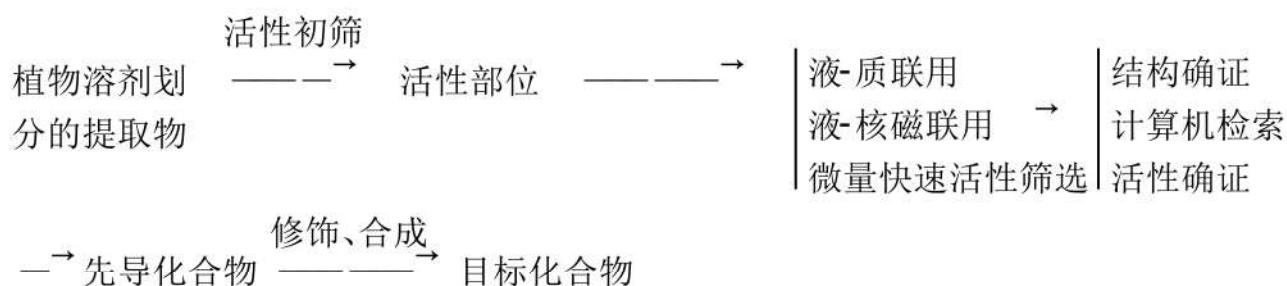 活性初筛
植物溶剂划 —— —→ 活性部位 —— ——→ 液-质联用 结构确证
分的提取物 液-核磁联用 → 计算机检索
微量快速活性筛选 活性确证
修饰、合成
—→ 先导化合物 —— ——→ 目标化合物